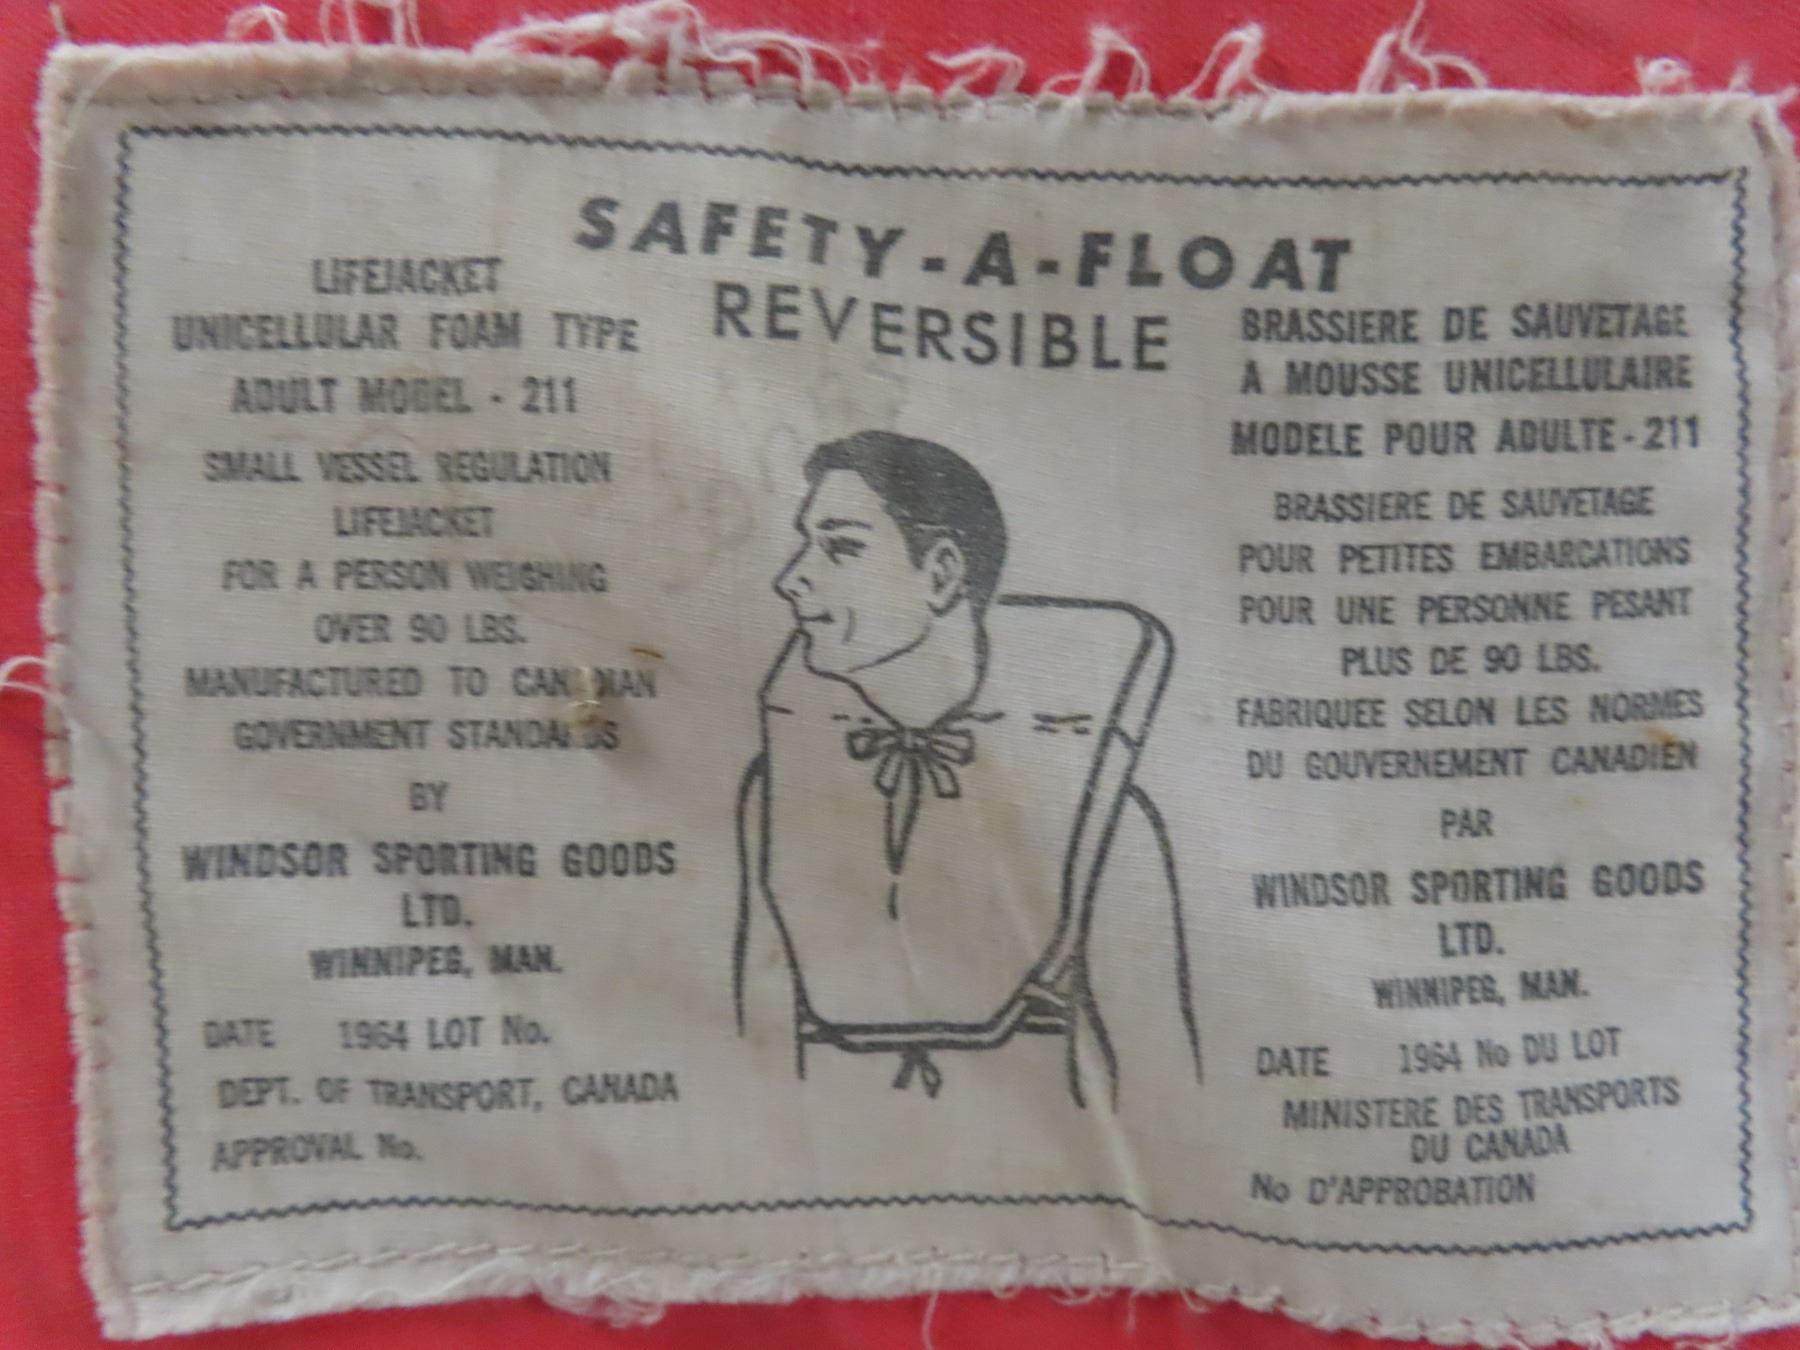 SAFETY-A-FLOAT
REVERSIBLE
LIFEJACKET
UNICELLULAR FOAM TYPE
ADULT MODEL - 211
SMALL VESSEL REGULATION
LIFEJACKET
FOR A PERSON WEIGHING
OVER 90 LBS.
MANUFACTURED TO CANADIAN
GOVERNMENT STANDARDS
BY
WINDSOR SPORTING GOODS
LTD.
WINNIPEG, MAN.
DATE 1964 LOT No.
DEPT. OF TRANSPORT, CANADA
APPROVAL No.
BRASSIERE DE SAUVETAGE
A MOUSSE UNICELLULAIRE
MODELE POUR ADULTE - 211
BRASSIERE DE SAUVETAGE
POUR PETITES EMBARCATIONS
POUR UNE PERSONNE PESANT
PLUS DE 90 LBS.
FABRIQUEE SELON LES NORMES
DU GOUVERNEMENT CANADIEN
PAR
WINDSOR SPORTING GOODS
LTD.
WINNIPEG, MAN.
DATE 1964 No DU LOT
MINISTERE DES TRANSPORTS
DU CANADA
No D'APPROBATION